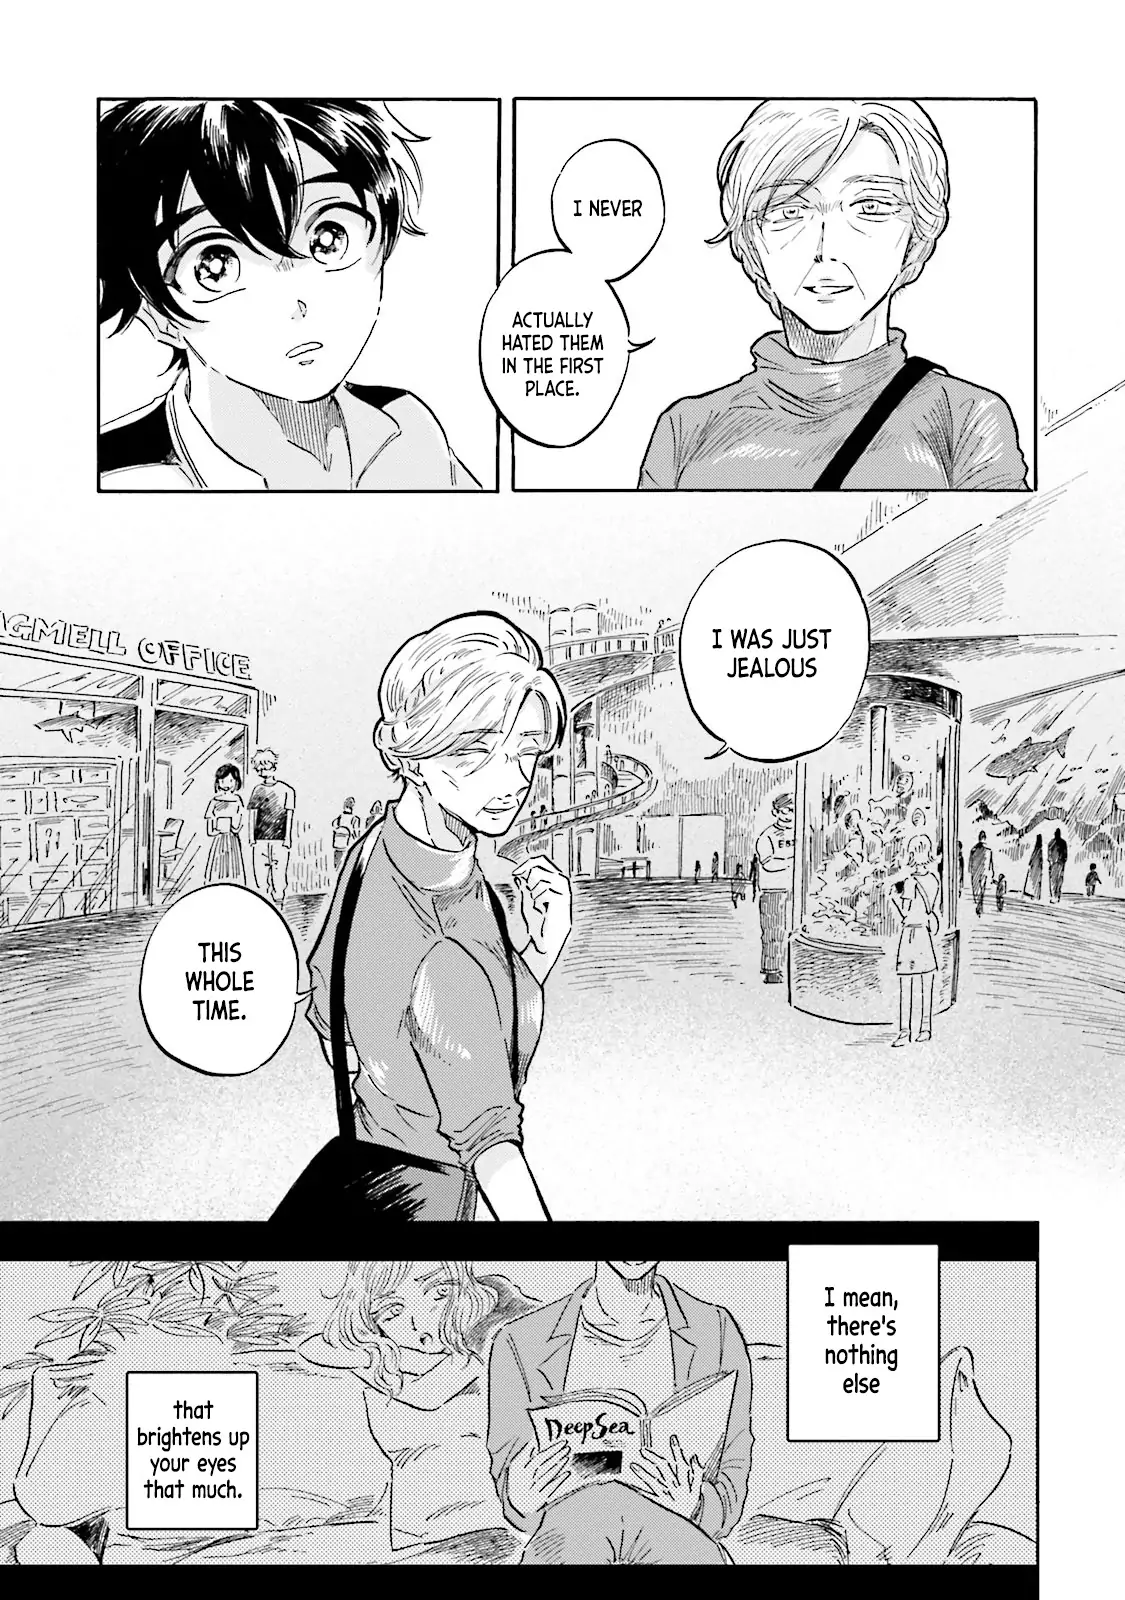 I NEVER
ACTUALLY
HATED THEM
IN THE FIRST
PLACE.
I WAS JUST
JEALOUS
GMELL OFFICE
THIS
WHOLE
TIME.
I mean,
there's
nothing
else
DeepSea
that
brightens up
your eyes
that much.